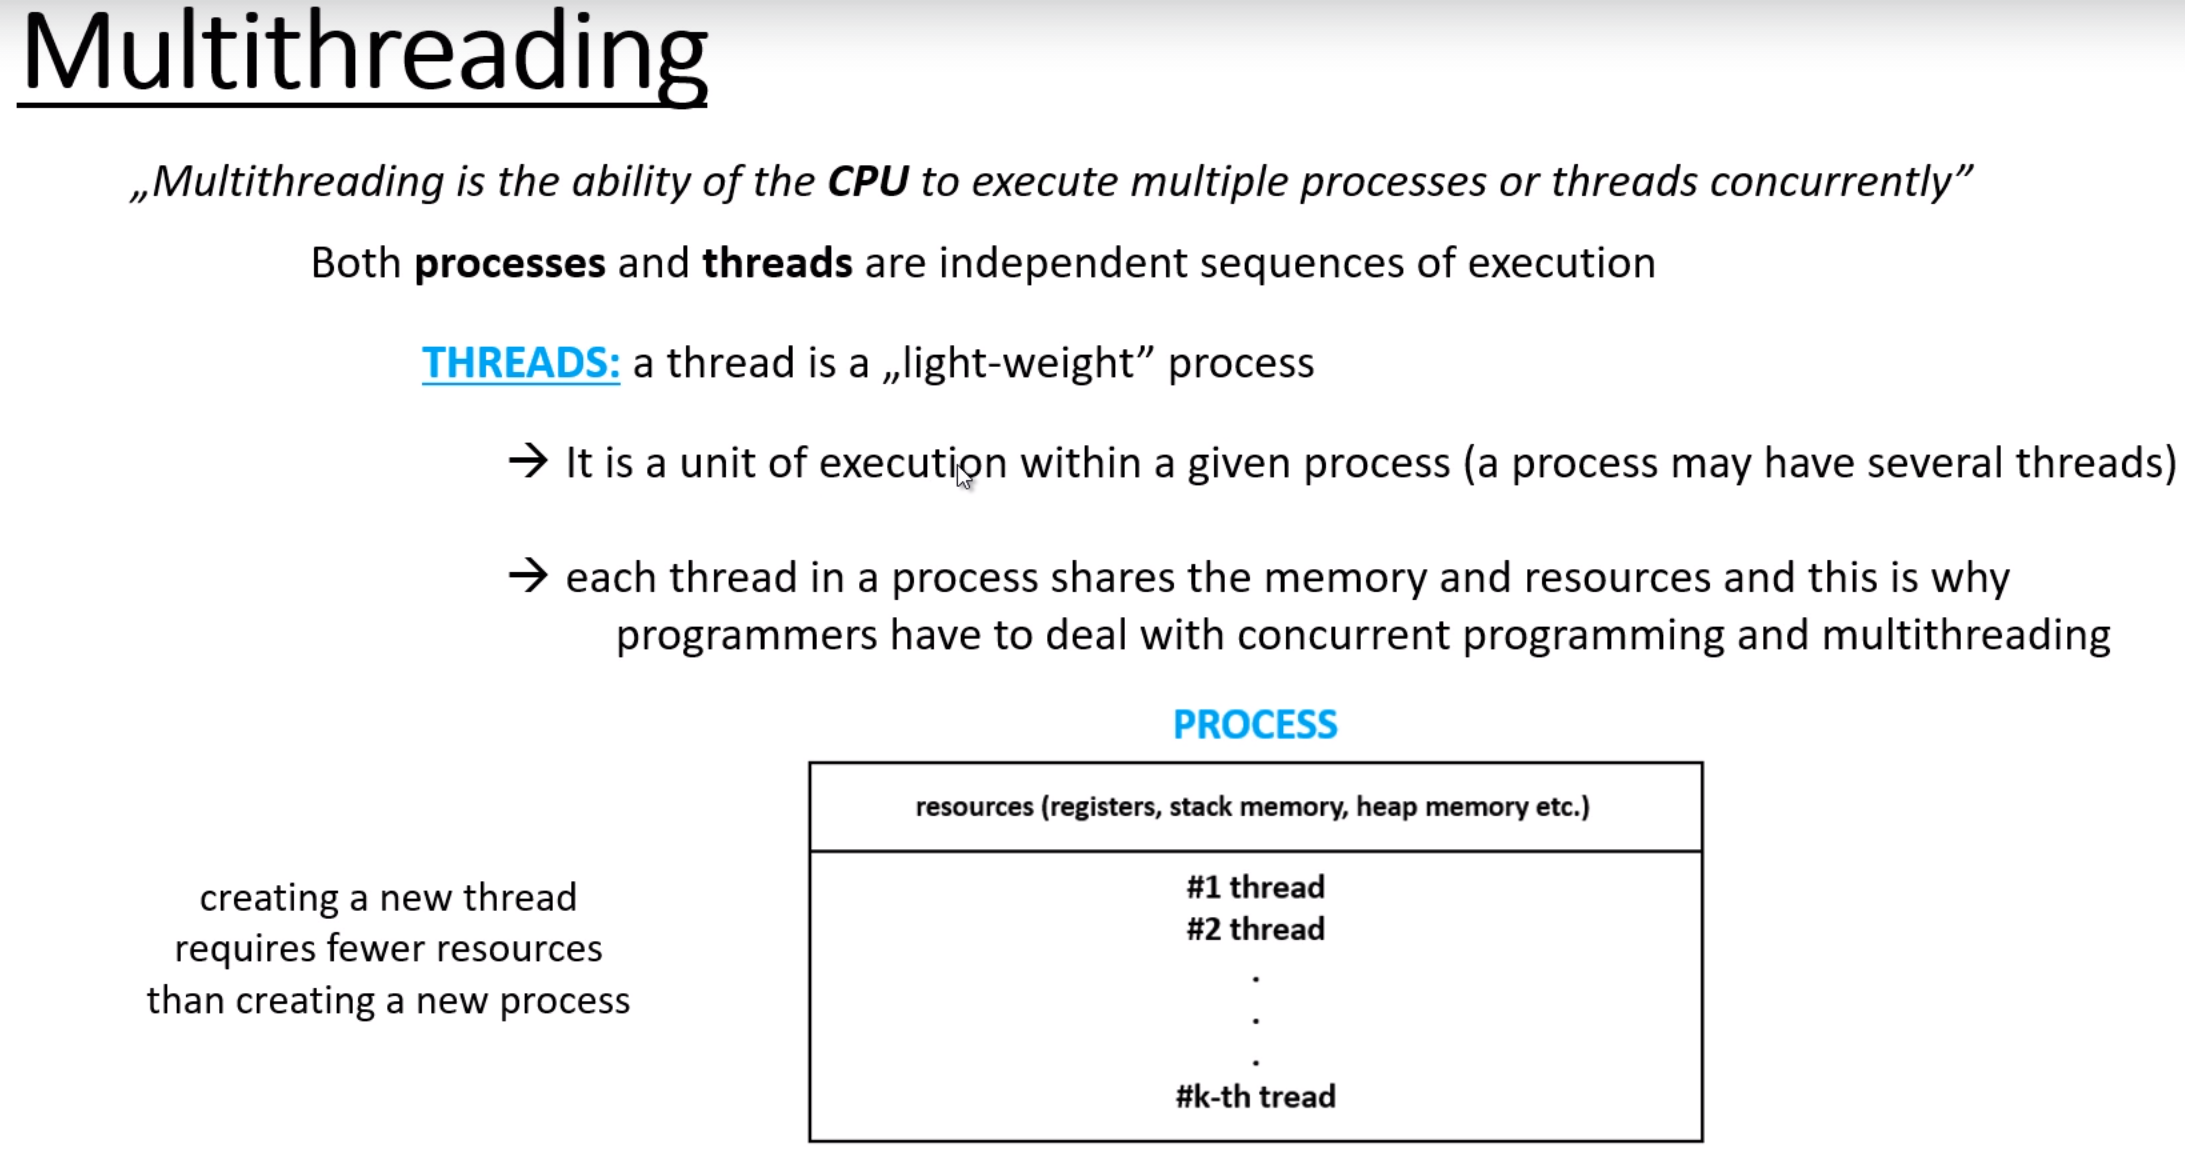 Multithreading
„Multithreading is the ability of the CPU to execute multiple processes or threads concurrently”
Both processes and threads are independent sequences of execution
THREADS: a thread is a „light-weight” process
→ It is a unit of execution within a given process (a process may have several threads)
→ each thread in a process shares the memory and resources and this is why
programmers have to deal with concurrent programming and multithreading
PROCESS
resources (registers, stack memory, heap memory etc.)
#1 thread
#2 thread
.
.
.
#k-th tread
creating a new thread
requires fewer resources
than creating a new process